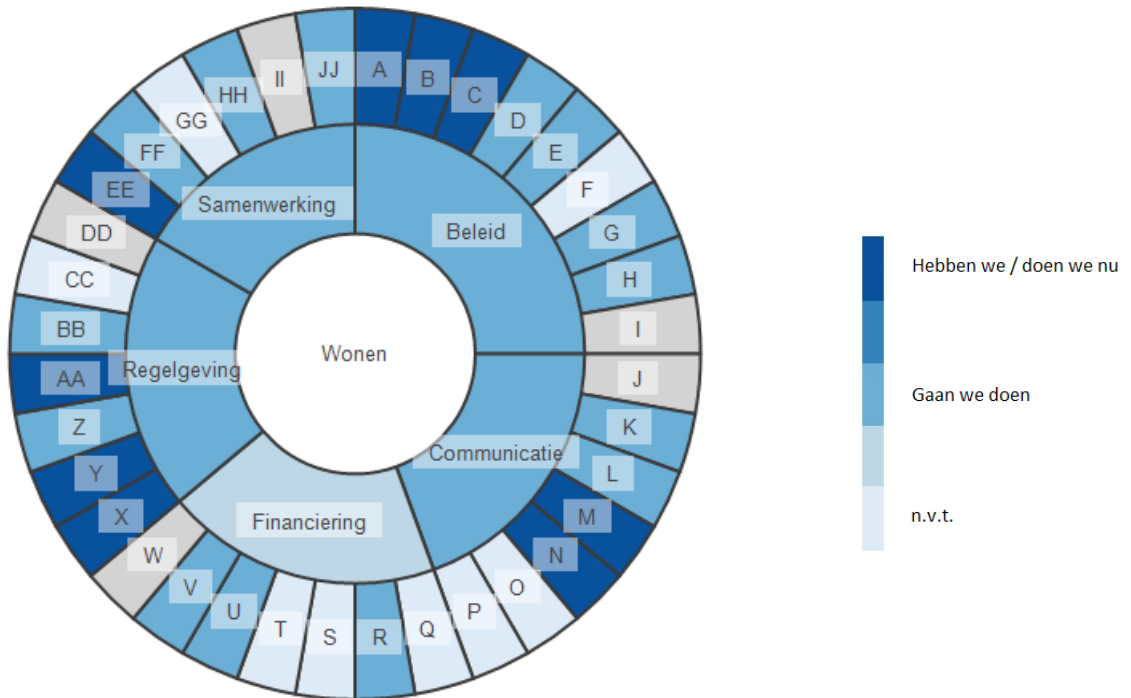 A
B
C
D
E
F
G
H
I
J
K
L
M
N
O
P
Q
R
S
T
U
V
W
X
Y
Z
AA
BB
CC
DD
EE
FF
GG
HH
II
JJ
Beleid
Communicatie
Financiering
Regelgeving
Samenwerking
Wonen
Hebben we / doen we nu
Gaan we doen
n.v.t.